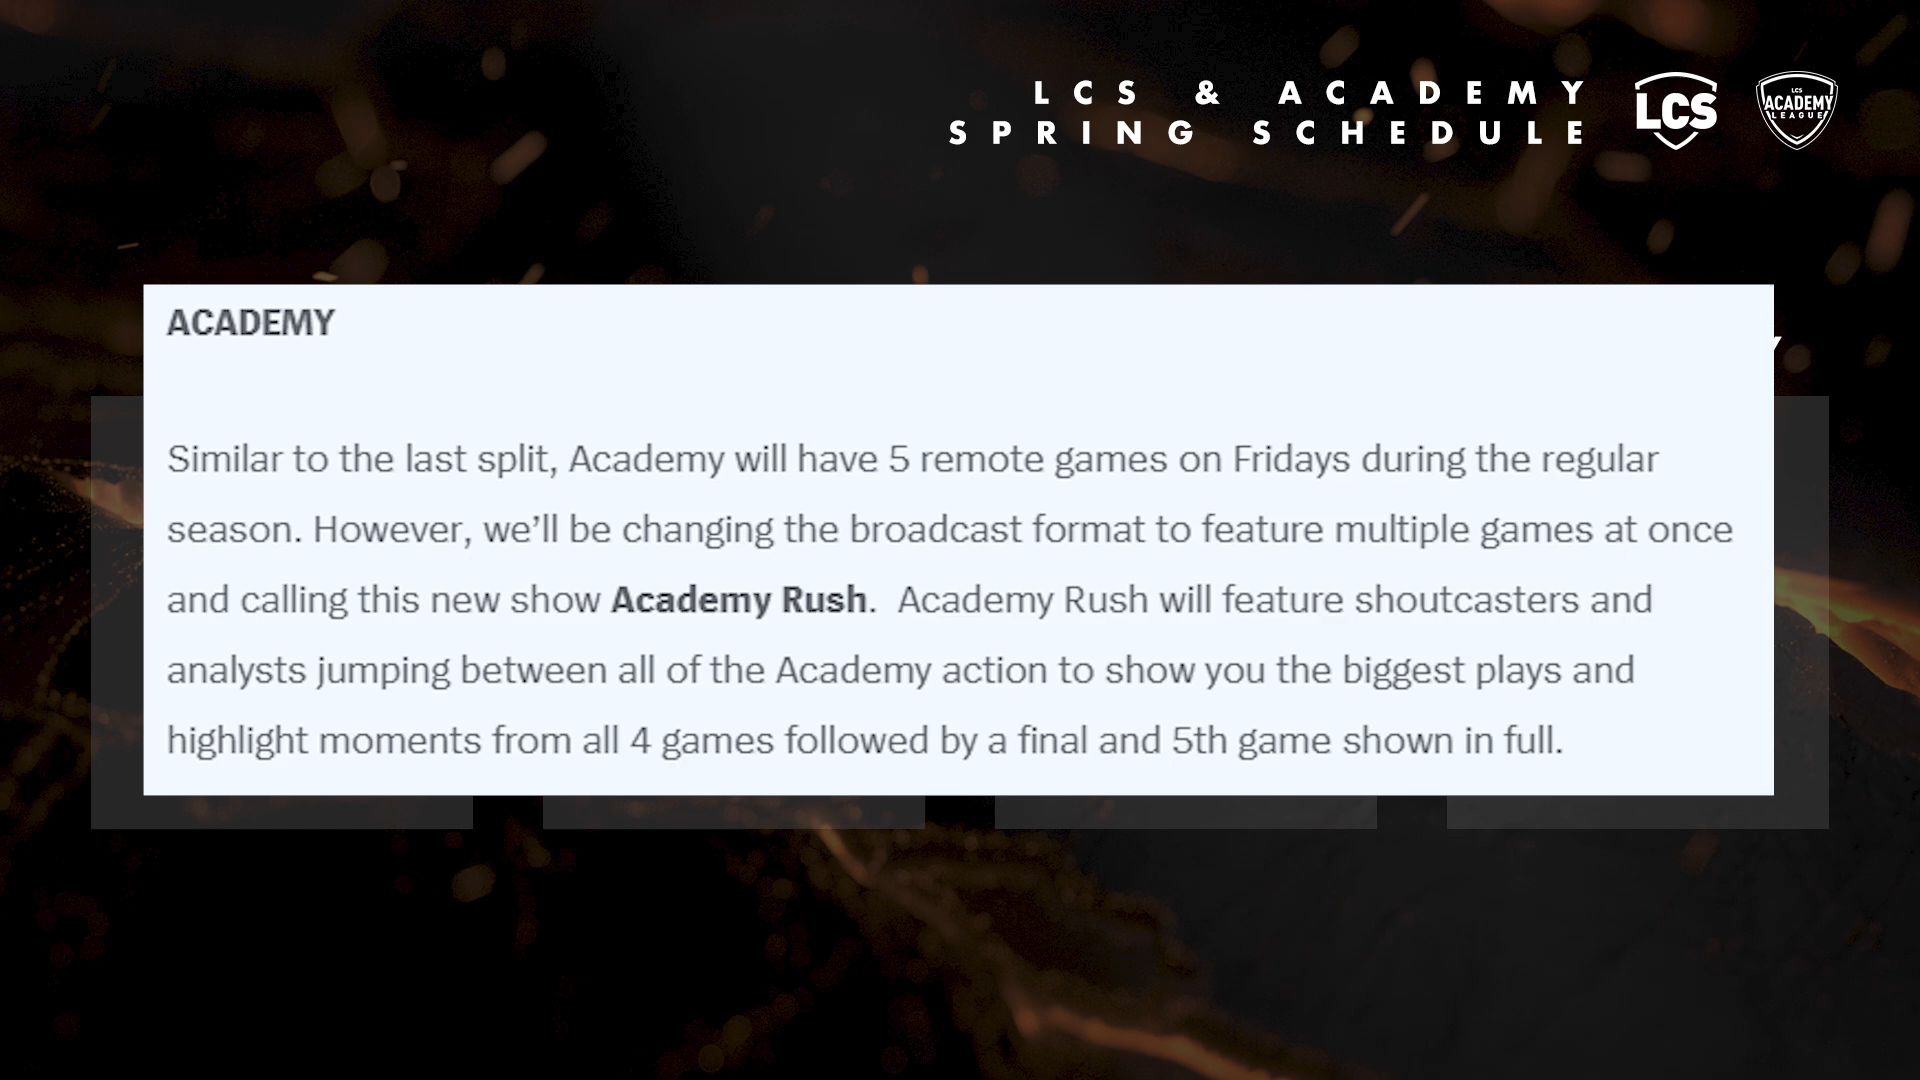 LCS & ACADEMY
SPRING SCHEDULE
LCS
LCS
ACADEMY
LEAGUE
ACADEMY
Similar to the last split, Academy will have 5 remote games on Fridays during the regular
season. However, we’ll be changing the broadcast format to feature multiple games at once
and calling this new show Academy Rush.  Academy Rush will feature shoutcasters and
analysts jumping between all of the Academy action to show you the biggest plays and
highlight moments from all 4 games followed by a final and 5th game shown in full.